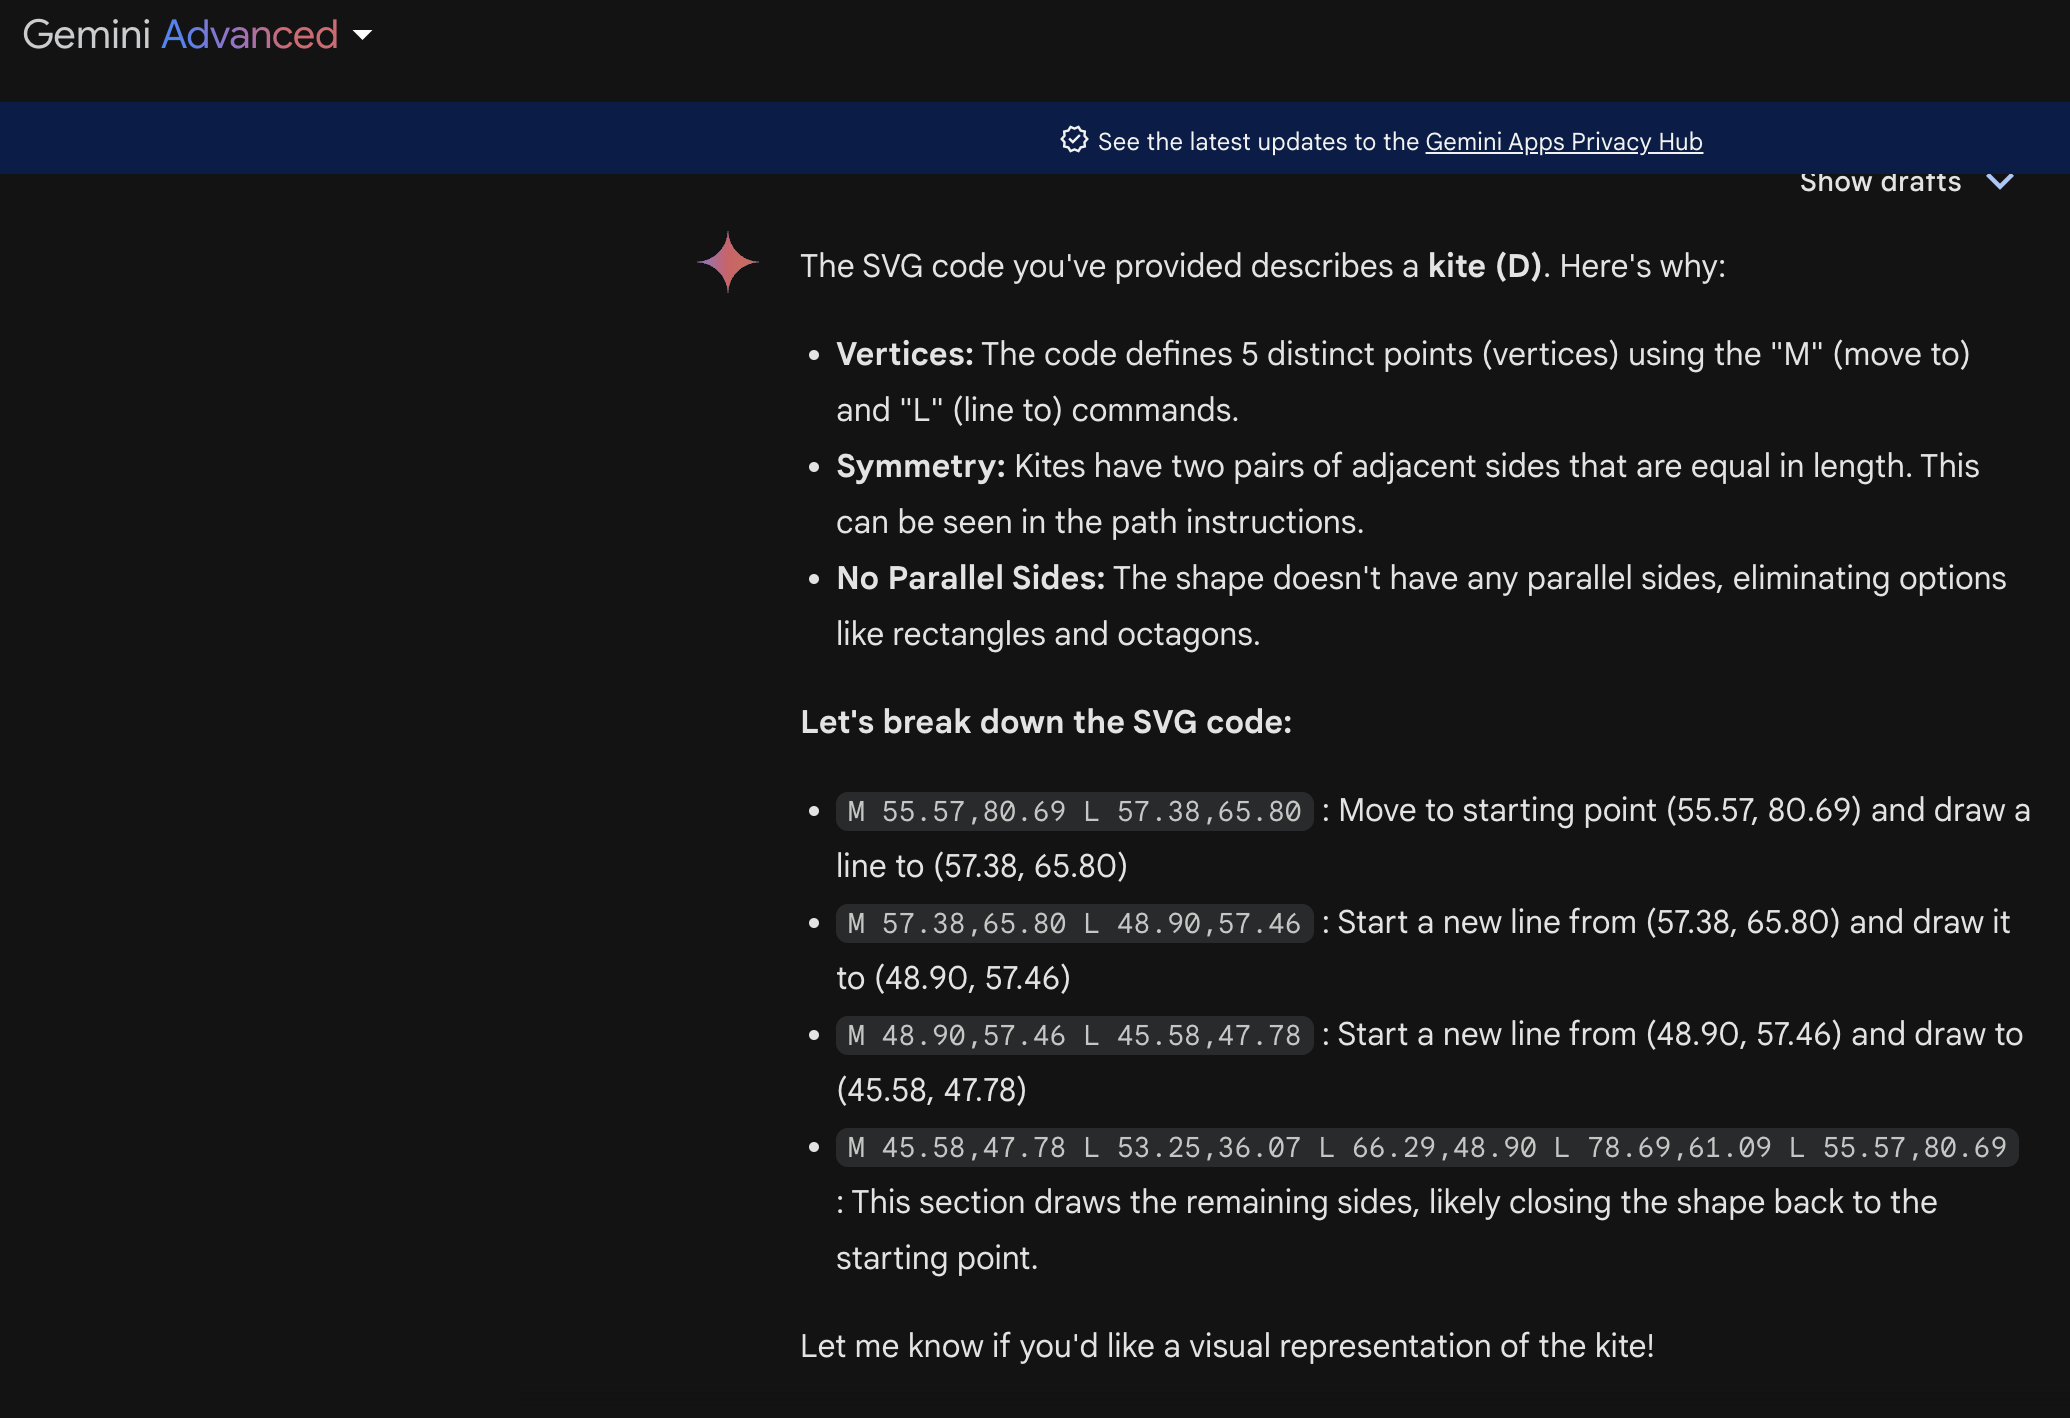 Gemini Advanced
See the latest updates to the Gemini Apps Privacy Hub
Show drafts
The SVG code you've provided describes a kite (D). Here's why:
• Vertices: The code defines 5 distinct points (vertices) using the "M" (move to)
and "L" (line to) commands.
• Symmetry: Kites have two pairs of adjacent sides that are equal in length. This
can be seen in the path instructions.
• No Parallel Sides: The shape doesn't have any parallel sides, eliminating options
like rectangles and octagons.
Let's break down the SVG code:
• M 55.57,80.69 L 57.38,65.80 : Move to starting point (55.57, 80.69) and draw a
line to (57.38, 65.80)
• M 57.38,65.80 L 48.90,57.46 : Start a new line from (57.38, 65.80) and draw it
to (48.90, 57.46)
• M 48.90,57.46 L 45.58,47.78 : Start a new line from (48.90, 57.46) and draw to
(45.58, 47.78)
• M 45.58,47.78 L 53.25,36.07 L 66.29,48.90 L 78.69,61.09 L 55.57,80.69
: This section draws the remaining sides, likely closing the shape back to the
starting point.
Let me know if you'd like a visual representation of the kite!